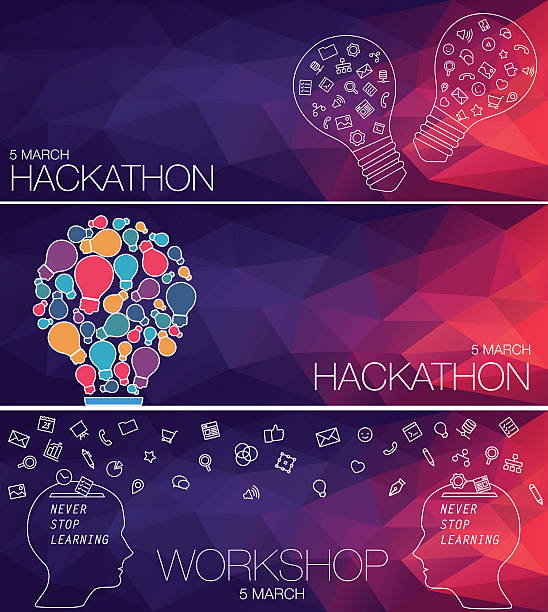 5 MARCH
HACKATHON
5 MARCH
HACKATHON
NEVER
STOP
LEARNING
NEVER
STOP
LEARNING
WORKSHOP
5 MARCH